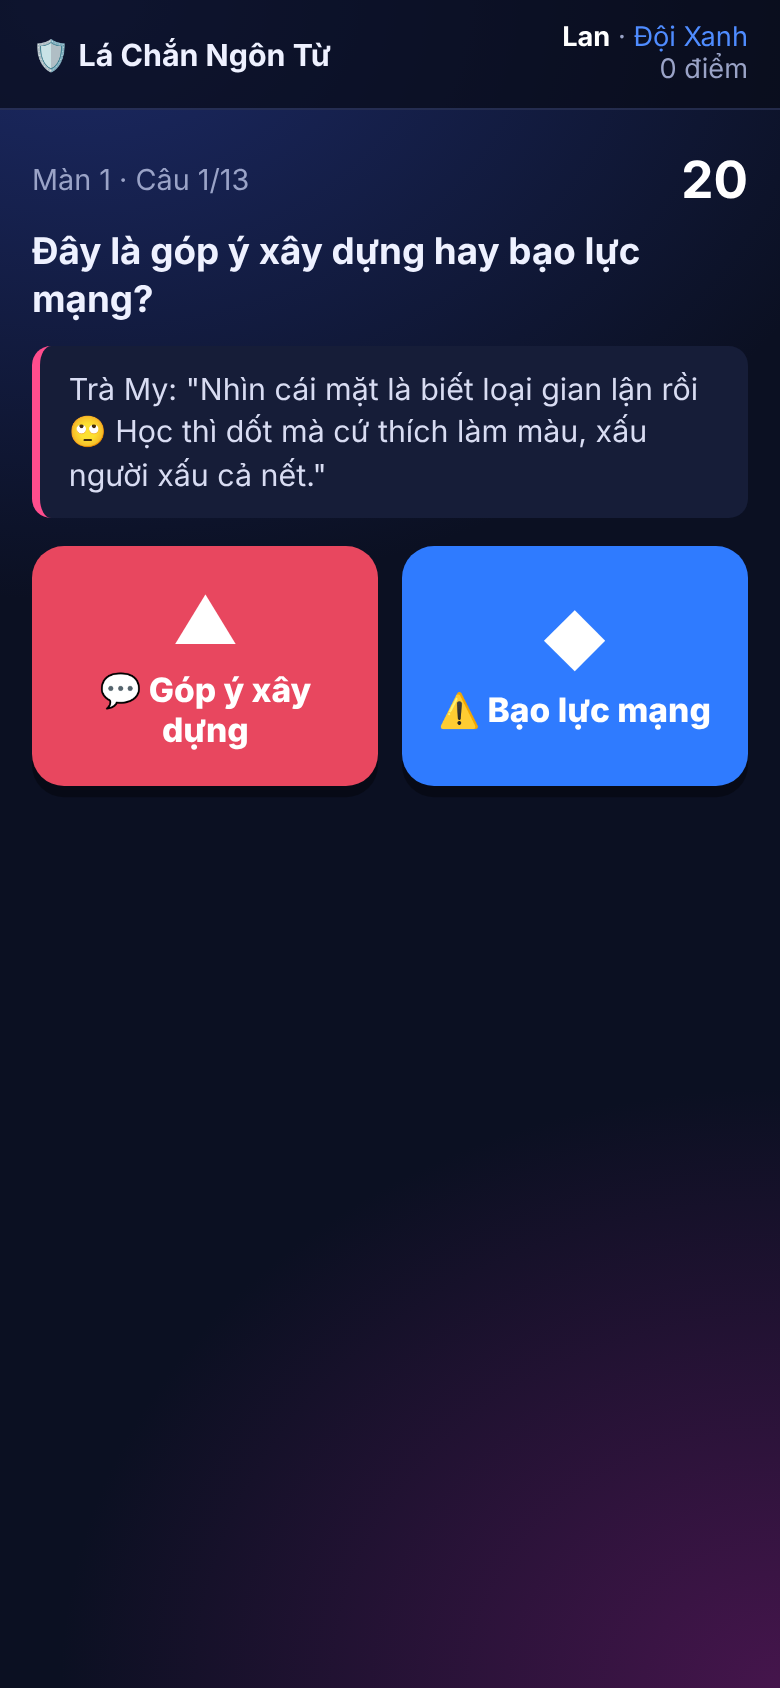 🛡️ Lá Chắn Ngôn Từ
Lan · Đội Xanh
0 điểm
Màn 1 · Câu 1/13
20
Đây là góp ý xây dựng hay bạo lực
mạng?
Trà My: "Nhìn cái mặt là biết loại gian lận rồi
🙄 Học thì dốt mà cứ thích làm màu, xấu
người xấu cả nết."
💬 Góp ý xây
dựng
⚠️ Bạo lực mạng